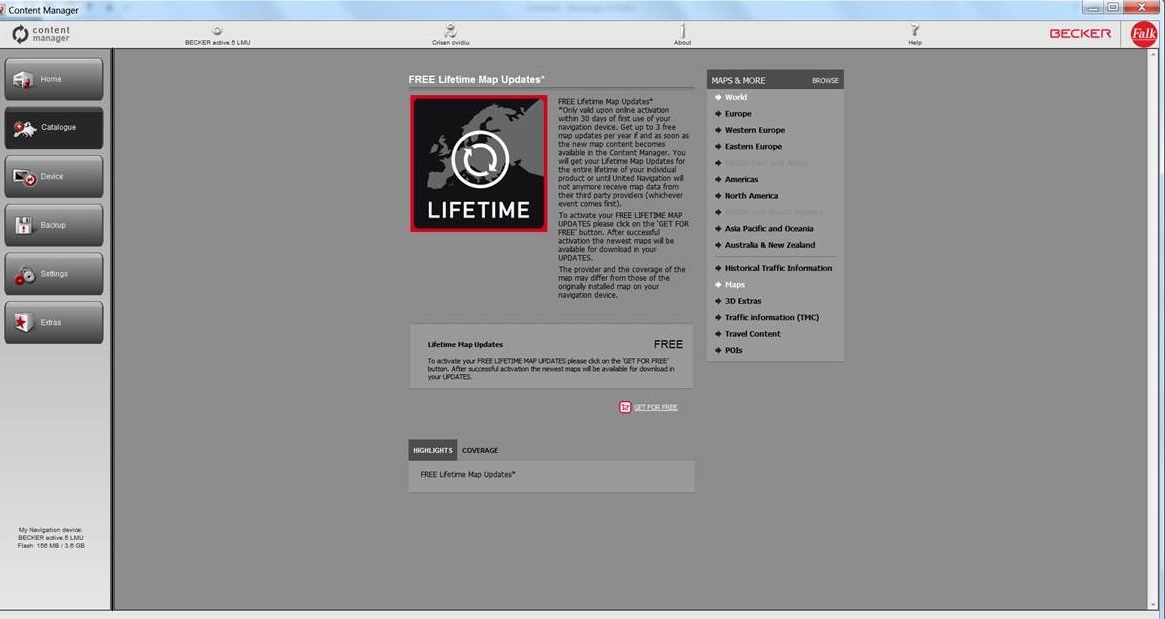 Content Manager
content
manager
BECKER active.5 LMU
Crisan ovidiu
About
Help
BECKER
Falk
Home
Catalogue
Device
Backup
Settings
Extras
My Navigation device:
BECKER active.5 LMU
Flash: 156 MB / 3.6 GB
FREE Lifetime Map Updates*
LIFETIME
FREE Lifetime Map Updates*
*Only valid upon online activation
within 30 days of first use of your
navigation device. Get up to 3 free
map updates per year if and as soon as
the new map content becomes
available in the Content Manager. You
will get your Lifetime Map Updates for
the entire lifetime of your individual
product or until United Navigation will
not anymore receive map data from
their third party providers (whichever
event comes first).
To activate your FREE LIFETIME MAP
UPDATES please click on the 'GET FOR
FREE' button. After successful
activation the newest maps will be
available for download in your
UPDATES.
The provider and the coverage of the
map may differ from those of the
originally installed map on your
navigation device.
Lifetime Map Updates
FREE
To activate your FREE LIFETIME MAP UPDATES please click on the 'GET FOR FREE'
button. After successful activation the newest maps will be available for download in
your UPDATES.
GET FOR FREE
HIGHLIGHTS
COVERAGE
FREE Lifetime Map Updates*
MAPS & MORE
BROWSE
World
Europe
Western Europe
Eastern Europe
Middle East and Africa
Americas
North America
Middle and South America
Asia Pacific and Oceania
Australia & New Zealand
Historical Traffic Information
Maps
3D Extras
Traffic information (TMC)
Travel Content
POIs